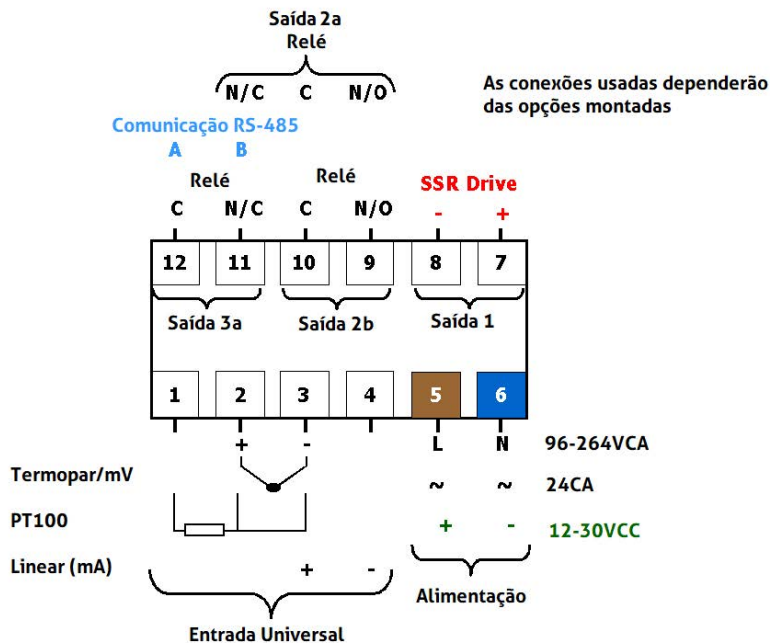 Saída 2a
Relé
N/C C N/O
As conexões usadas dependerão
das opções montadas
Comunicação RS-485
A B
Relé Relé SSR Drive
C N/C C N/O - +
12 11 10 9 8 7
Saída 3a Saída 2b Saída 1
1 2 3 4 5 6
+ - L N 96-264VCA
Termopar/mV ~ ~ 24CA
PT100 + - 12-30VCC
Linear (mA) + -
Alimentação
Entrada Universal